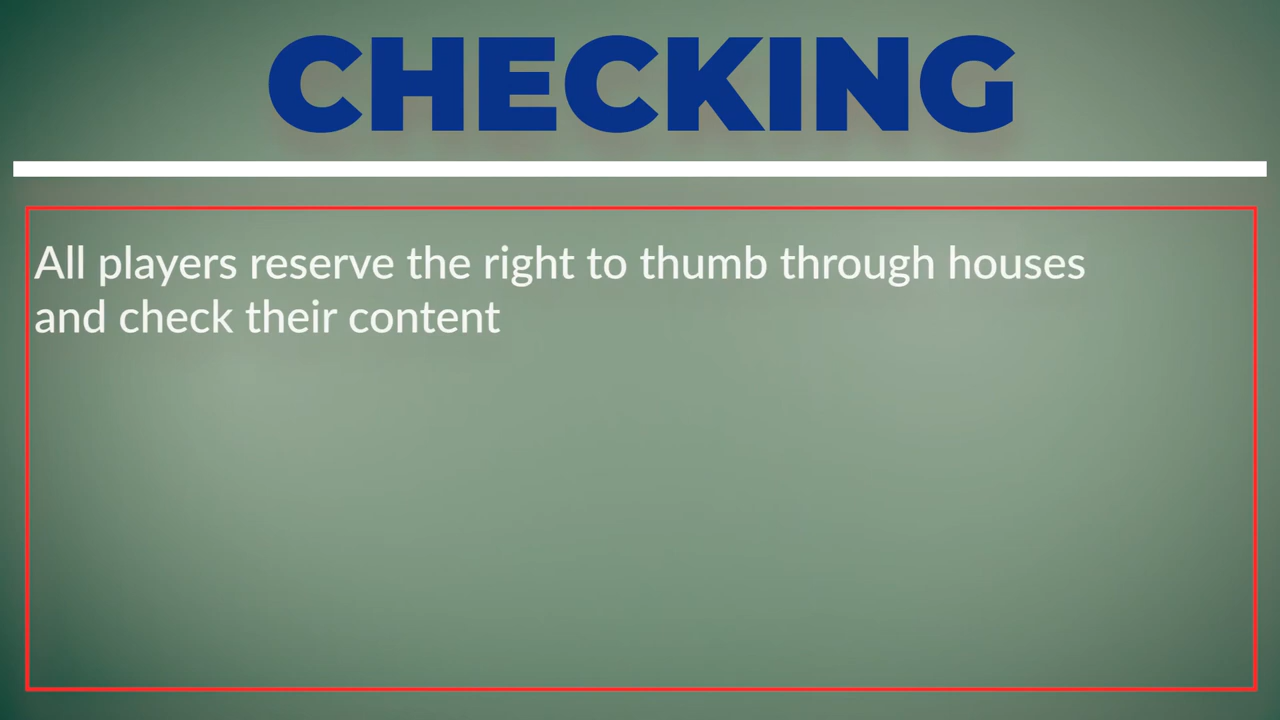 CHECKING
All players reserve the right to thumb through houses
and check their content